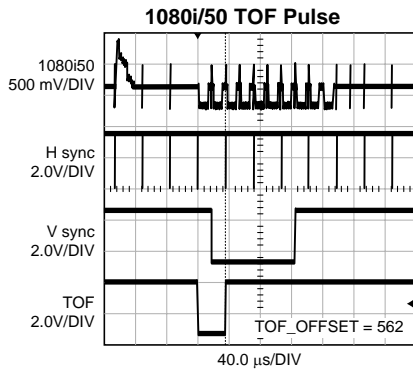 1080i/50 TOF Pulse
1080i50
500 mV/DIV
H sync
2.0V/DIV
V sync
2.0V/DIV
TOF
2.0V/DIV
TOF_OFFSET = 562
40.0 μs/DIV